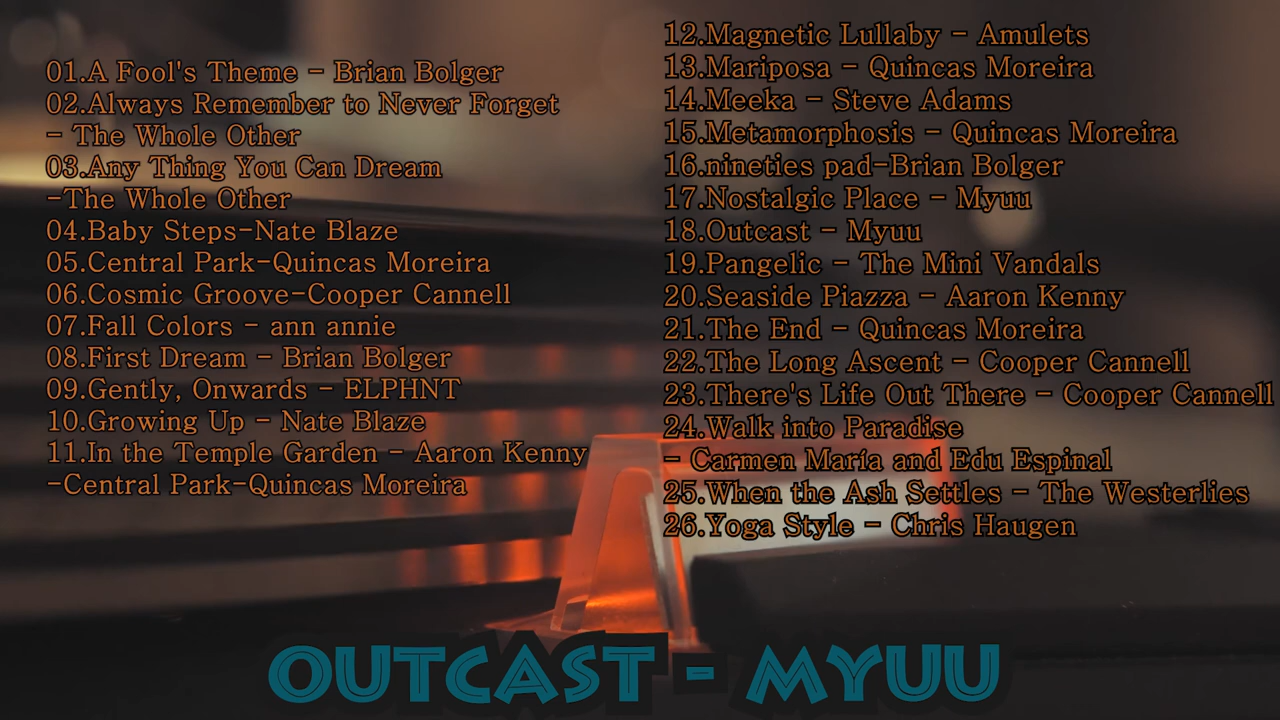 01.A Fool's Theme - Brian Bolger
02.Always Remember to Never Forget
- The Whole Other
03.Any Thing You Can Dream
-The Whole Other
04.Baby Steps-Nate Blaze
05.Central Park-Quincas Moreira
06.Cosmic Groove-Cooper Cannell
07.Fall Colors - ann annie
08.First Dream - Brian Bolger
09.Gently, Onwards - ELPHNT
10.Growing Up - Nate Blaze
11.In the Temple Garden - Aaron Kenny
-Central Park-Quincas Moreira
12.Magnetic Lullaby - Amulets
13.Mariposa - Quincas Moreira
14.Meeka - Steve Adams
15.Metamorphosis - Quincas Moreira
16.nineties pad-Brian Bolger
17.Nostalgic Place - Myuu
18.Outcast - Myuu
19.Pangelic - The Mini Vandals
20.Seaside Piazza - Aaron Kenny
21.The End - Quincas Moreira
22.The Long Ascent - Cooper Cannell
23.There's Life Out There - Cooper Cannell
24.Walk into Paradise
- Carmen María and Edu Espinal
25.When the Ash Settles - The Westerlies
26.Yoga Style - Chris Haugen
OUTCAST - MYUU